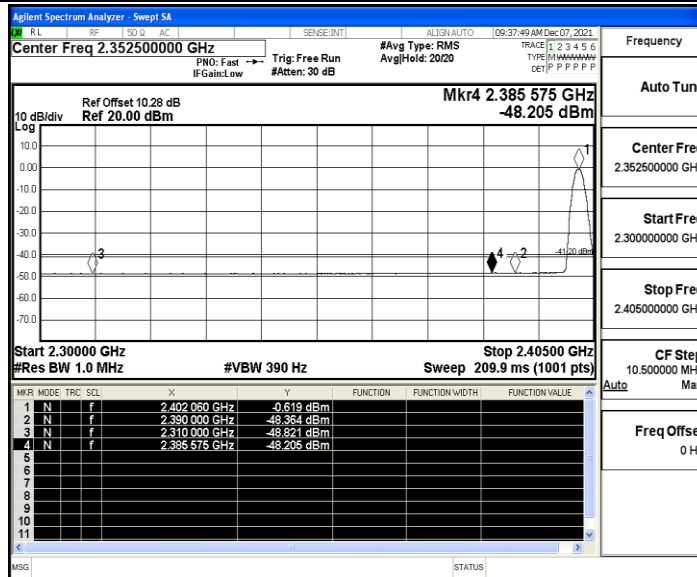 Agilent Spectrum Analyzer - Swept SA
RL RF 50 Ω AC SENSE:INT ALIGN AUTO 09:37:49 AM Dec 07, 2021
Center Freq 2.352500000 GHz
PNO: Fast
IFGain:Low
Trig: Free Run
#Atten: 30 dB
#Avg Type: RMS
Avg|Hold: 20/20
TRACE 1 2 3 4 5 6
TYPE MWWWWW
DET P P P P P P
Frequency
Auto Tun
Center Fre
2.352500000 GH
Start Fre
2.300000000 GH
Stop Fre
2.405000000 GH
CF Step
10.500000 MH
Auto Ma
Freq Offse
0 H
Mkr4 2.385 575 GHz
-48.205 dBm
Ref Offset 10.28 dB
10 dB/div Ref 20.00 dBm
Log
10.0
0.00
-10.0
-20.0
-30.0
-40.0
-50.0
-60.0
-70.0
1
2
3
4
-41.20 dBm
Start 2.30000 GHz Stop 2.40500 GHz
#Res BW 1.0 MHz #VBW 390 Hz Sweep 209.9 ms (1001 pts)
MKR MODE TRC SCL X Y FUNCTION FUNCTION WIDTH FUNCTION VALUE
1 N f 2.402 060 GHz -0.619 dBm
2 N f 2.390 000 GHz -48.364 dBm
3 N f 2.310 000 GHz -48.821 dBm
4 N f 2.385 575 GHz -48.205 dBm
5
6
7
8
9
10
11
MSG STATUS